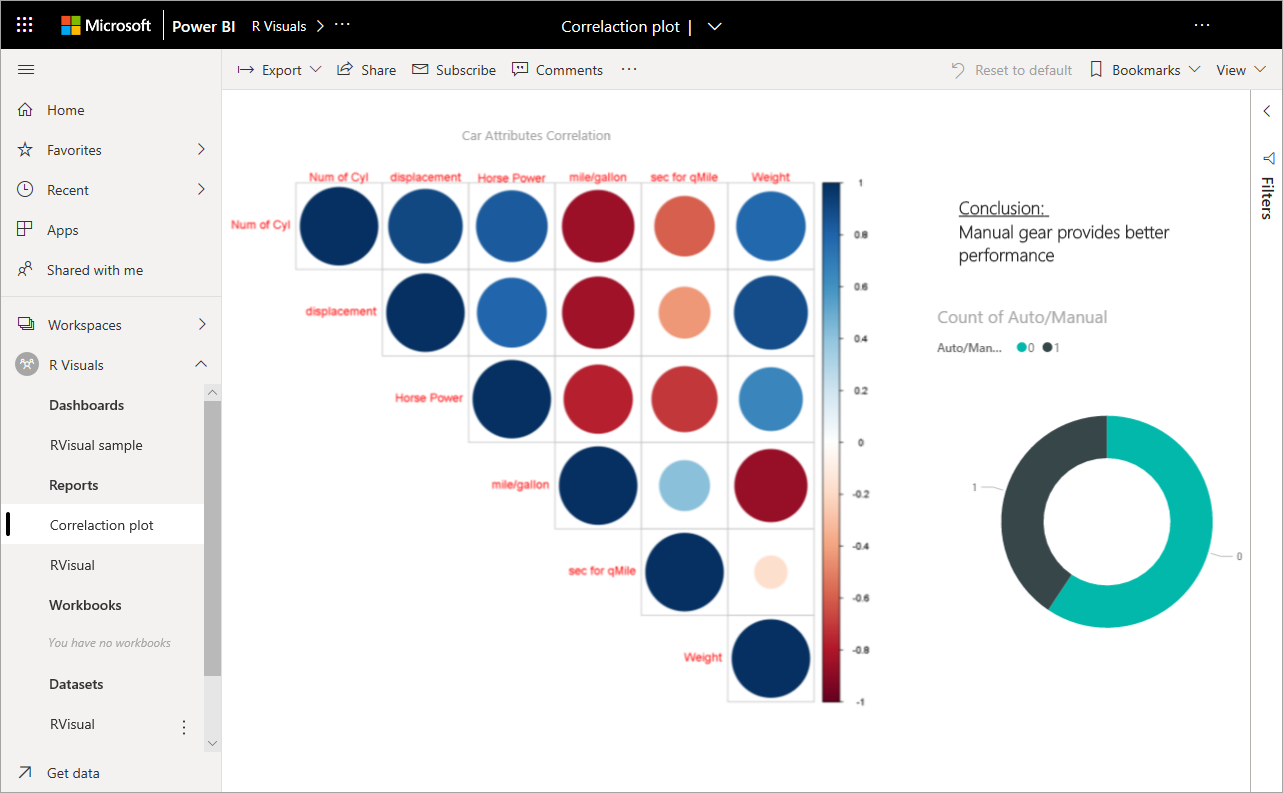 Microsoft Power BI R Visuals > ... Correlaction plot | ...
Export Share Subscribe Comments ... Reset to default Bookmarks View
Home
Favorites
Recent
Apps
Shared with me
Workspaces
R Visuals
Dashboards
RVisual sample
Reports
Correlaction plot
RVisual
Workbooks
You have no workbooks
Datasets
RVisual
Get data
Car Attributes Correlation
Num of Cyl displacement Horse Power mile/gallon sec for qMile Weight
Num of Cyl
displacement
Horse Power
mile/gallon
sec for qMile
Weight
1
0.8
0.6
0.4
0.2
0
-0.2
-0.4
-0.6
-0.8
-1
Conclusion:
Manual gear provides better
performance
Count of Auto/Manual
Auto/Man... 0 1
1
0
Filters